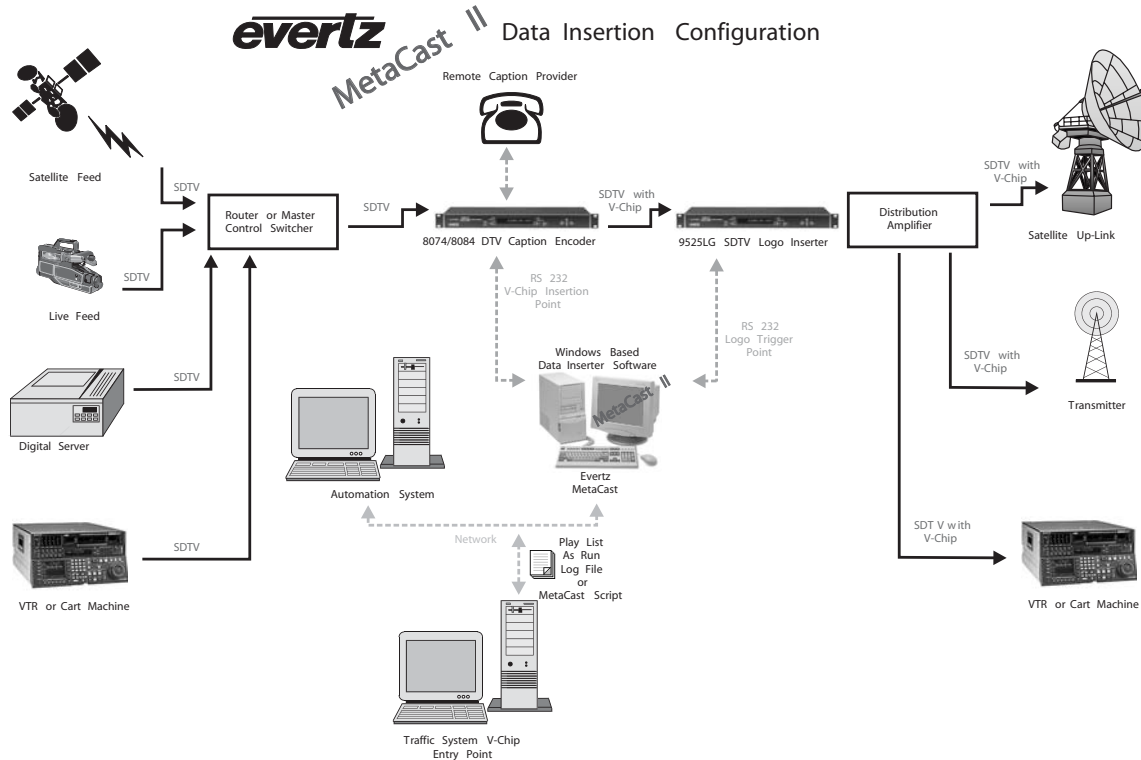 evertz MetaCast II Data Insertion Configuration
Remote Caption Provider
Satellite Feed
SDTV
Router or Master
Control Switcher
SDTV
8074/8084 DTV Caption Encoder
SDTV with
V-Chip
9525LG SDTV Logo Inserter
Distribution
Amplifier
SDTV with
V-Chip
Satellite Up-Link
SDTV
Live Feed
RS 232
V-Chip Insertion
Point
RS 232
Logo Trigger
Point
SDTV with
V-Chip
Transmitter
SDTV
Digital Server
Windows Based
Data Inserter Software
MetaCast II
Evertz
MetaCast
Automation System
SDTV
VTR or Cart Machine
Network
Play List
As Run
Log File
or
MetaCast Script
SDT V with
V-Chip
VTR or Cart Machine
Traffic System V-Chip
Entry Point